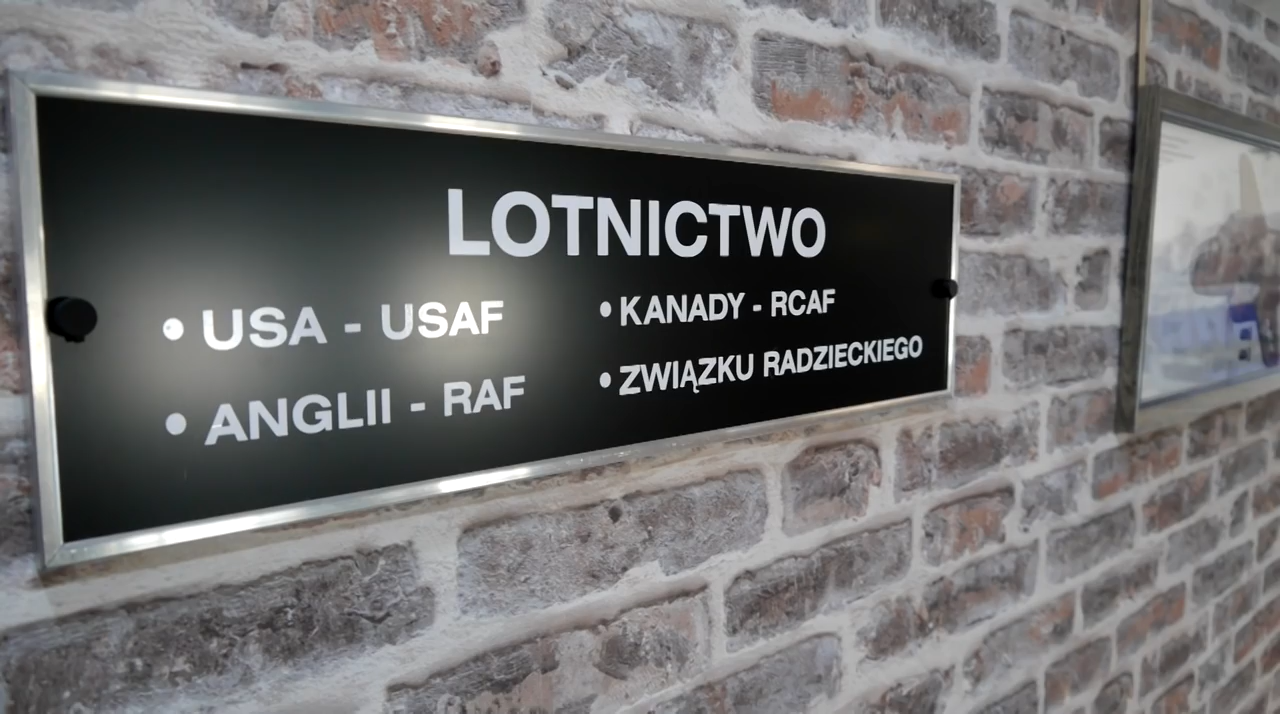 LOTNICTWO
• USA - USAF
• ANGLII - RAF
• KANADY - RCAF
• ZWIĄZKU RADZIECKIEGO